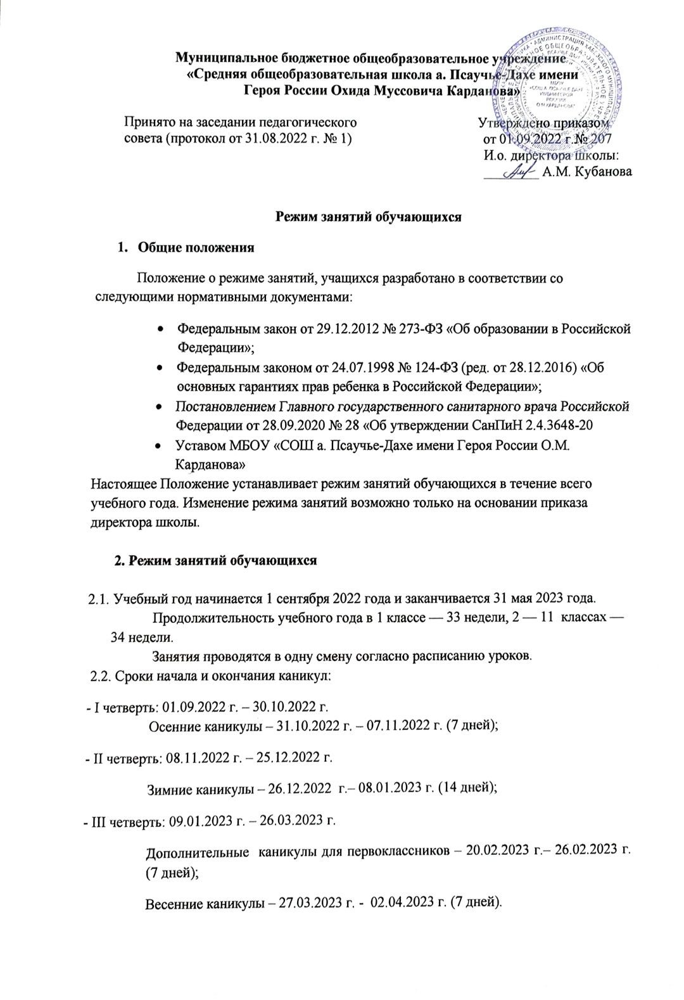 Муниципальное бюджетное общеобразовательное учреждение
«Средняя общеобразовательная школа а. Псаучье-Дахе имени
Героя России Охида Муссовича Карданова»
Принято на заседании педагогического
совета (протокол от 31.08.2022 г. № 1)
Утверждено приказом
от 01.09.2022 г.№ 207
И.о. директора школы:
________ А.М. Кубанова
Режим занятий обучающихся
1. Общие положения
Положение о режиме занятий, учащихся разработано в соответствии со
следующими нормативными документами:
• Федеральным закон от 29.12.2012 № 273-ФЗ «Об образовании в Российской
Федерации»;
• Федеральным законом от 24.07.1998 № 124-ФЗ (ред. от 28.12.2016) «Об
основных гарантиях прав ребенка в Российской Федерации»;
• Постановлением Главного государственного санитарного врача Российской
Федерации от 28.09.2020 № 28 «Об утверждении СанПиН 2.4.3648-20
• Уставом МБОУ «СОШ а. Псаучье-Дахе имени Героя России О.М.
Карданова»
Настоящее Положение устанавливает режим занятий обучающихся в течение всего
учебного года. Изменение режима занятий возможно только на основании приказа
директора школы.
2. Режим занятий обучающихся
2.1. Учебный год начинается 1 сентября 2022 года и заканчивается 31 мая 2023 года.
Продолжительность учебного года в 1 классе — 33 недели, 2 — 11 классах —
34 недели.
Занятия проводятся в одну смену согласно расписанию уроков.
2.2. Сроки начала и окончания каникул:
- I четверть: 01.09.2022 г. – 30.10.2022 г.
Осенние каникулы – 31.10.2022 г. – 07.11.2022 г. (7 дней);
- II четверть: 08.11.2022 г. – 25.12.2022 г.
Зимние каникулы – 26.12.2022 г.– 08.01.2023 г. (14 дней);
- III четверть: 09.01.2023 г. – 26.03.2023 г.
Дополнительные каникулы для первоклассников – 20.02.2023 г.– 26.02.2023 г.
(7 дней);
Весенние каникулы – 27.03.2023 г. - 02.04.2023 г. (7 дней).